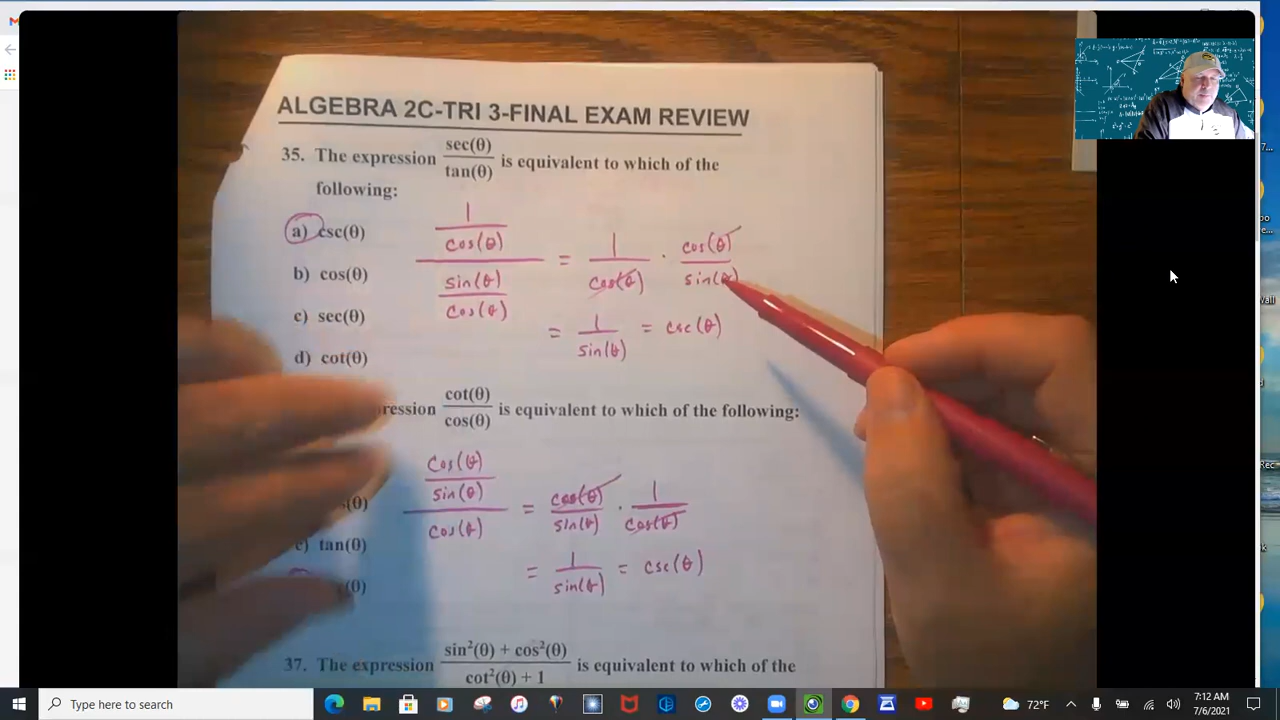 ALGEBRA 2C-TRI 3-FINAL EXAM REVIEW
35. The expression sec(θ)/tan(θ) is equivalent to which of the
following:
a) csc(θ)
b) cos(θ)
c) sec(θ)
d) cot(θ)
1/cos(θ) / sin(θ)/cos(θ) = 1/cos(θ) · cos(θ)/sin(θ)
= 1/sin(θ) = csc(θ)
cot(θ)/cos(θ) is equivalent to which of the following:
tan(θ)
cos(θ)/sin(θ) / cos(θ) = cos(θ)/sin(θ) · 1/cos(θ)
= 1/sin(θ) = csc(θ)
37. The expression sin²(θ) + cos²(θ)/cot²(θ) + 1 is equivalent to which of the
Type here to search
72°F
7:12 AM
7/6/2021